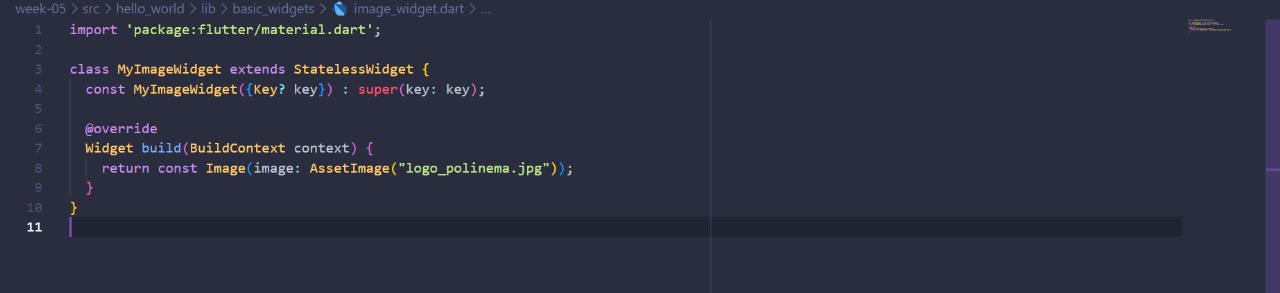 week-05 > src > hello_world > lib > basic_widgets > image_widget.dart > ...
1 import 'package:flutter/material.dart';
2
3 class MyImageWidget extends StatelessWidget {
4   const MyImageWidget({Key? key}) : super(key: key);
5
6   @override
7   Widget build(BuildContext context) {
8     return const Image(image: AssetImage("logo_polinema.jpg"));
9   }
10 }
11